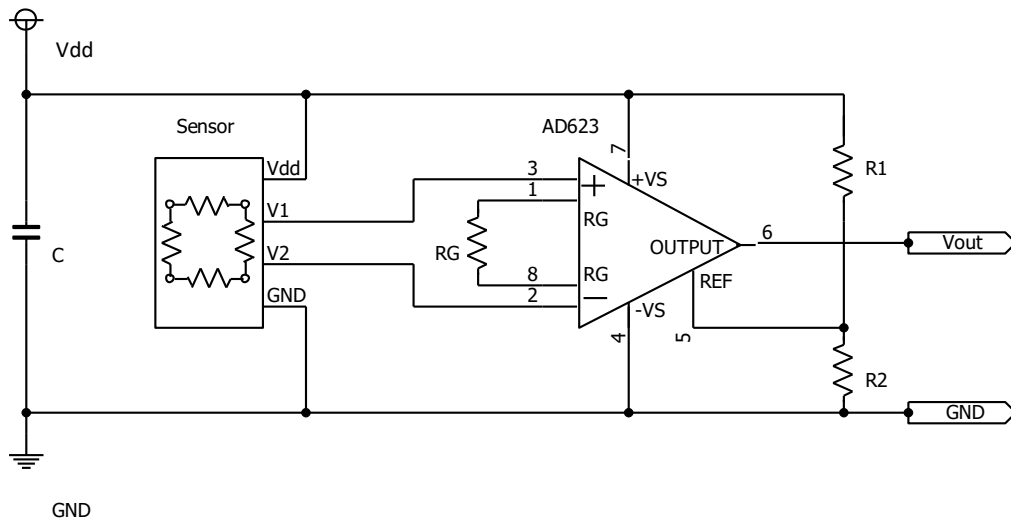 Vdd
Sensor
AD623
Vdd
V1
V2
GND
C
RG
3
1
8
2
7
+VS
RG
RG
OUTPUT
REF
-VS
4
5
6
R1
R2
Vout
GND
GND